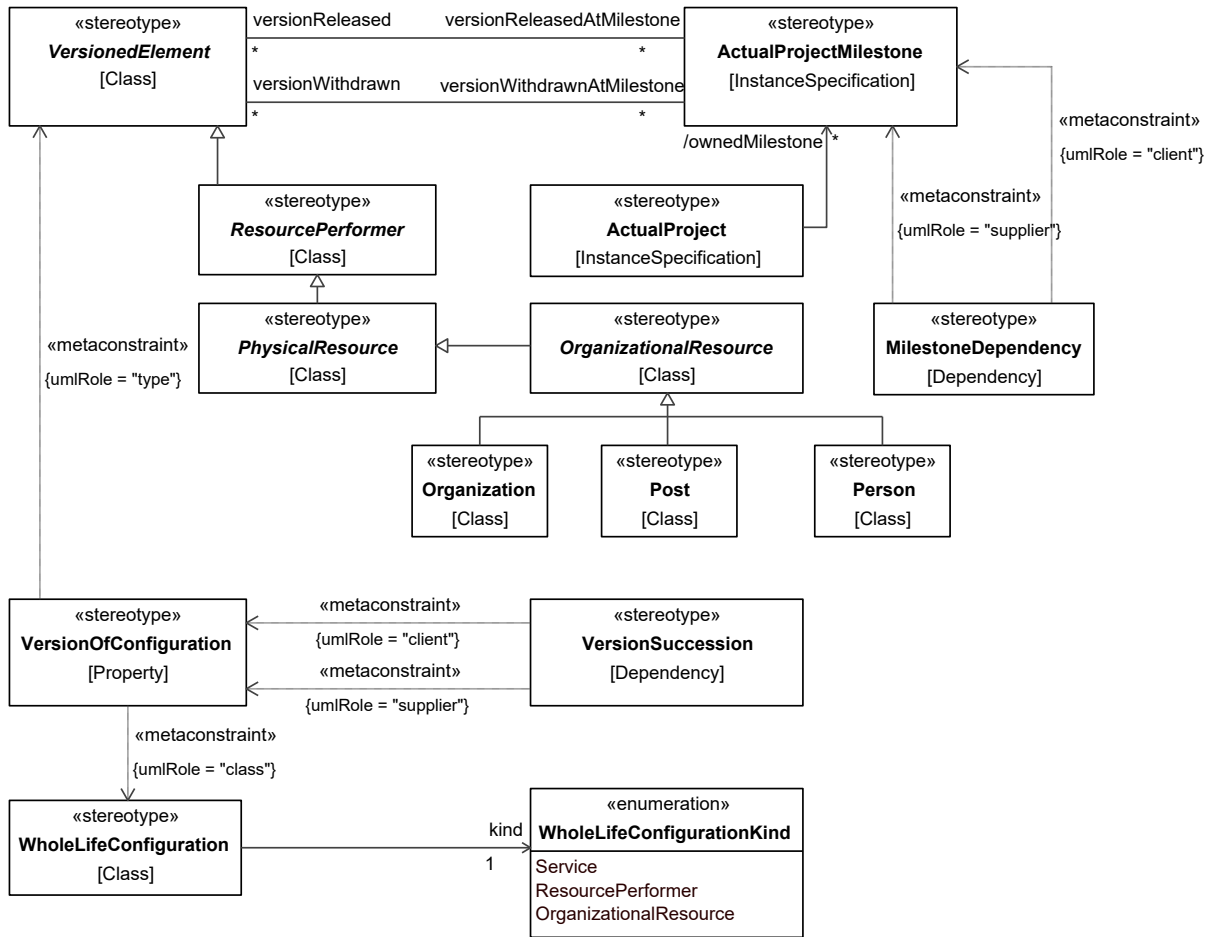 «stereotype»
VersionedElement
[Class]
versionReleased
versionReleasedAtMilestone
*
*
versionWithdrawn
versionWithdrawnAtMilestone
*
*
«stereotype»
ActualProjectMilestone
[InstanceSpecification]
/ownedMilestone
*
«metaconstraint»
{umlRole = "client"}
«metaconstraint»
{umlRole = "supplier"}
«stereotype»
ResourcePerformer
[Class]
«stereotype»
ActualProject
[InstanceSpecification]
«metaconstraint»
{umlRole = "type"}
«stereotype»
PhysicalResource
[Class]
«stereotype»
OrganizationalResource
[Class]
«stereotype»
MilestoneDependency
[Dependency]
«stereotype»
Organization
[Class]
«stereotype»
Post
[Class]
«stereotype»
Person
[Class]
«stereotype»
VersionOfConfiguration
[Property]
«metaconstraint»
{umlRole = "client"}
«metaconstraint»
{umlRole = "supplier"}
«stereotype»
VersionSuccession
[Dependency]
«metaconstraint»
{umlRole = "class"}
«stereotype»
WholeLifeConfiguration
[Class]
kind
1
«enumeration»
WholeLifeConfigurationKind
Service
ResourcePerformer
OrganizationalResource